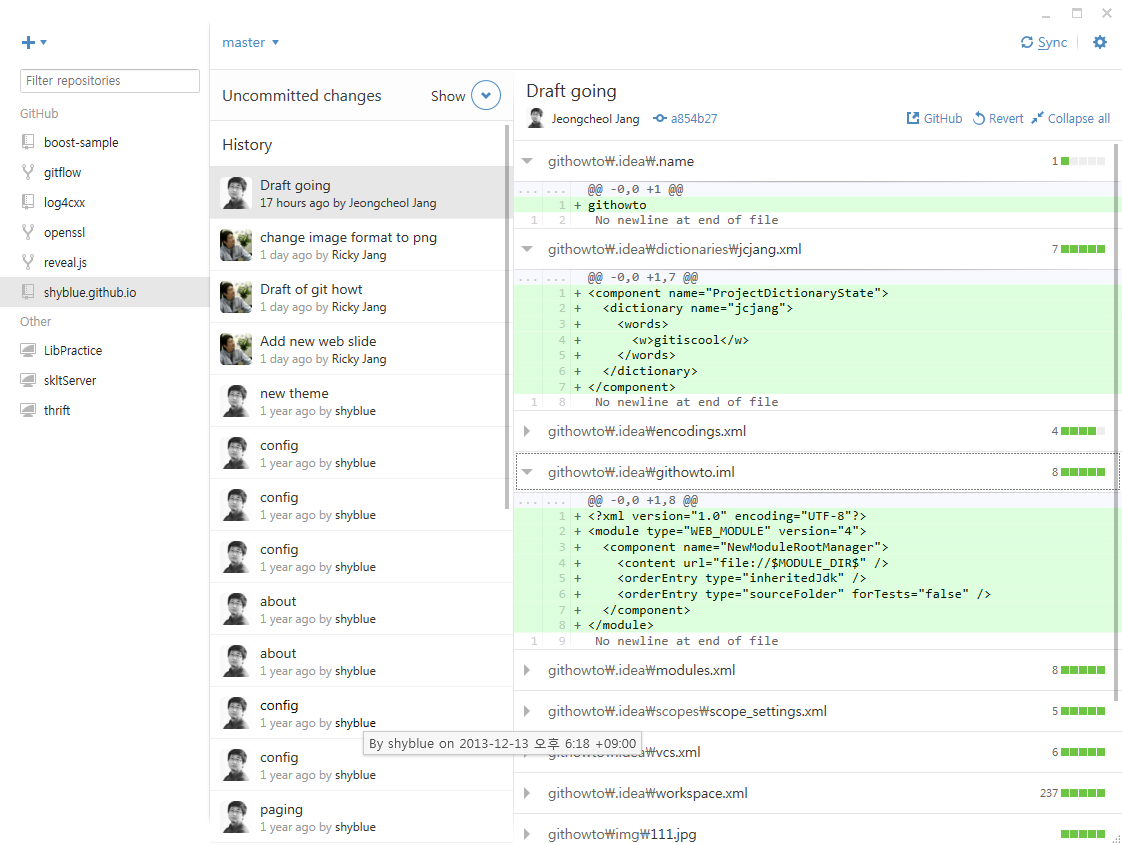 master
Sync
Filter repositories
GitHub
boost-sample
gitflow
log4cxx
openssl
reveal.js
shyblue.github.io
Other
LibPractice
skltServer
thrift
Uncommitted changes
Show
History
Draft going
17 hours ago by Jeongcheol Jang
change image format to png
1 day ago by Ricky Jang
Draft of git howt
1 day ago by Ricky Jang
Add new web slide
1 day ago by Ricky Jang
new theme
1 year ago by shyblue
config
1 year ago by shyblue
config
1 year ago by shyblue
config
1 year ago by shyblue
about
1 year ago by shyblue
about
1 year ago by shyblue
config
1 year ago by shyblue
By shyblue on 2013-12-13 오후 6:18 +09:00
config
1 year ago by shyblue
paging
1 year ago by shyblue
Draft going
Jeongcheol Jang a854b27
GitHub Revert Collapse all
githowto₩.idea₩.name 1
... ... @@ -0,0 +1 @@
1 + githowto
1 2 No newline at end of file
githowto₩.idea₩dictionaries₩jcjang.xml 7
... ... @@ -0,0 +1,7 @@
1 + <component name="ProjectDictionaryState">
2 + <dictionary name="jcjang">
3 + <words>
4 + <w>gitiscool</w>
5 + </words>
6 + </dictionary>
7 + </component>
1 8 No newline at end of file
githowto₩.idea₩encodings.xml 4
githowto₩.idea₩githowto.iml 8
... ... @@ -0,0 +1,8 @@
1 + <?xml version="1.0" encoding="UTF-8"?>
2 + <module type="WEB_MODULE" version="4">
3 + <component name="NewModuleRootManager">
4 + <content url="file://$MODULE_DIR$" />
5 + <orderEntry type="inheritedJdk" />
6 + <orderEntry type="sourceFolder" forTests="false" />
7 + </component>
8 + </module>
1 9 No newline at end of file
githowto₩.idea₩modules.xml 8
githowto₩.idea₩scopes₩scope_settings.xml 5
githowto₩.idea₩vcs.xml 6
githowto₩.idea₩workspace.xml 237
githowto₩img₩111.jpg